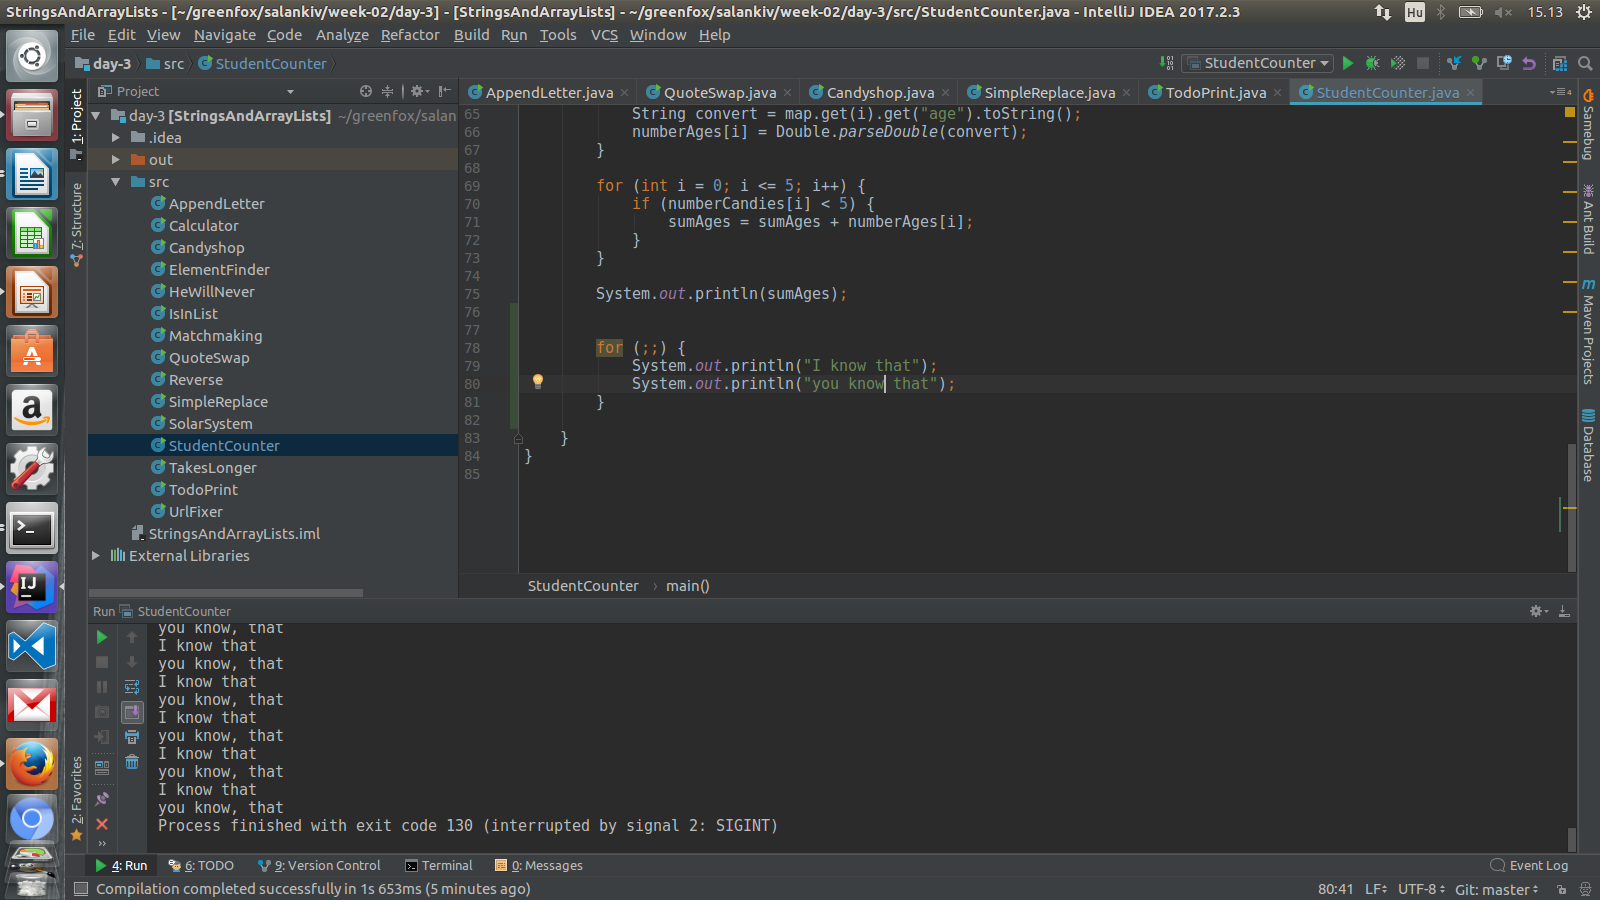 StringsAndArrayLists - [~/greenfox/salankiv/week-02/day-3] - [StringsAndArrayLists] - ~/greenfox/salankiv/week-02/day-3/src/StudentCounter.java - IntelliJ IDEA 2017.2.3
Hu
15.13
File Edit View Navigate Code Analyze Refactor Build Run Tools VCS Window Help
day-3 src StudentCounter
StudentCounter
Project
AppendLetter.java QuoteSwap.java Candyshop.java SimpleReplace.java TodoPrint.java StudentCounter.java
1: Project
7: Structure
2: Favorites
day-3 [StringsAndArrayLists] ~/greenfox/salan
.idea
out
src
AppendLetter
Calculator
Candyshop
ElementFinder
HeWillNever
IsInList
Matchmaking
QuoteSwap
Reverse
SimpleReplace
SolarSystem
StudentCounter
TakesLonger
TodoPrint
UrlFixer
StringsAndArrayLists.iml
External Libraries
65 String convert = map.get(i).get("age").toString();
66 numberAges[i] = Double.parseDouble(convert);
67 }
68
69 for (int i = 0; i <= 5; i++) {
70 if (numberCandies[i] < 5) {
71 sumAges = sumAges + numberAges[i];
72 }
73 }
74
75 System.out.println(sumAges);
76
77
78 for (;;) {
79 System.out.println("I know that");
80 System.out.println("you know that");
81 }
82
83 }
84 }
85
StudentCounter main()
Samebug
Ant Build
Maven Projects
Database
Run StudentCounter
you know, that
I know that
you know, that
I know that
you know, that
I know that
you know, that
I know that
you know, that
I know that
you know, that
Process finished with exit code 130 (interrupted by signal 2: SIGINT)
4: Run 6: TODO 9: Version Control Terminal 0: Messages Event Log
Compilation completed successfully in 1s 653ms (5 minutes ago) 80:41 LF UTF-8 Git: master